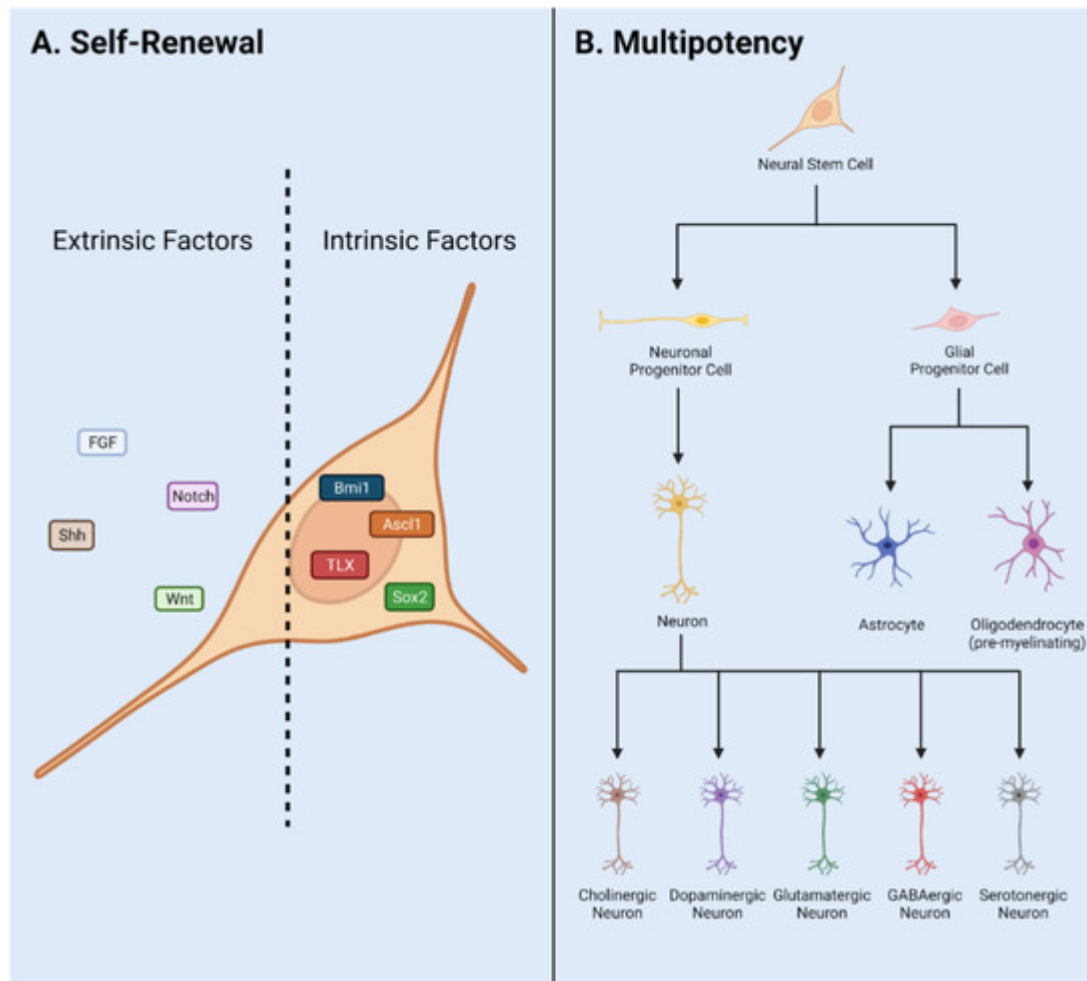 A. Self-Renewal
Extrinsic Factors
Intrinsic Factors
FGF
Notch
Shh
Wnt
Bmi1
Ascl1
TLX
Sox2
B. Multipotency
Neural Stem Cell
Neuronal
Progenitor Cell
Glial
Progenitor Cell
Neuron
Astrocyte
Oligodendrocyte
(pre-myelinating)
Cholinergic
Neuron
Dopaminergic
Neuron
Glutamatergic
Neuron
GABAergic
Neuron
Serotonergic
Neuron